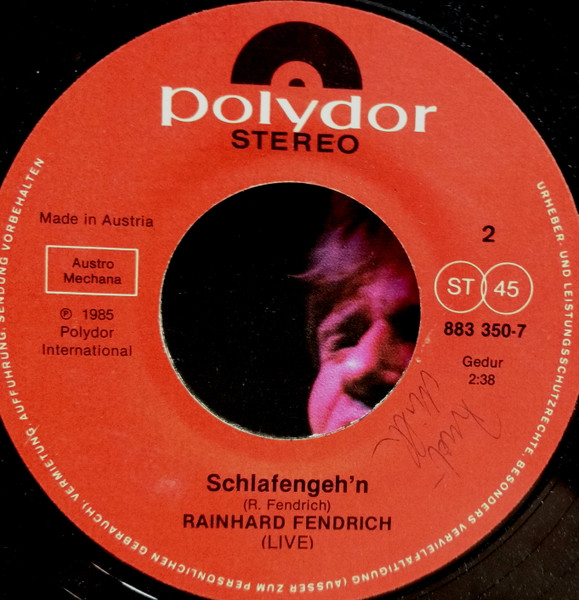 polydor
STEREO
Made in Austria
Austro
Mechana
℗ 1985
Polydor
International
2
ST 45
883 350-7
Gedur
2:38
Schlafengeh'n
(R. Fendrich)
RAINHARD FENDRICH
(LIVE)
URHEBER- UND LEISTUNGSSCHUTZRECHTE, BESONDERS VERVIELFÄLTIGUNG (AUSSER ZUM PERSÖNLICHEN GEBRAUCH), VERMIETUNG, AUFFÜHRUNG, SENDUNG VORBEHALTEN